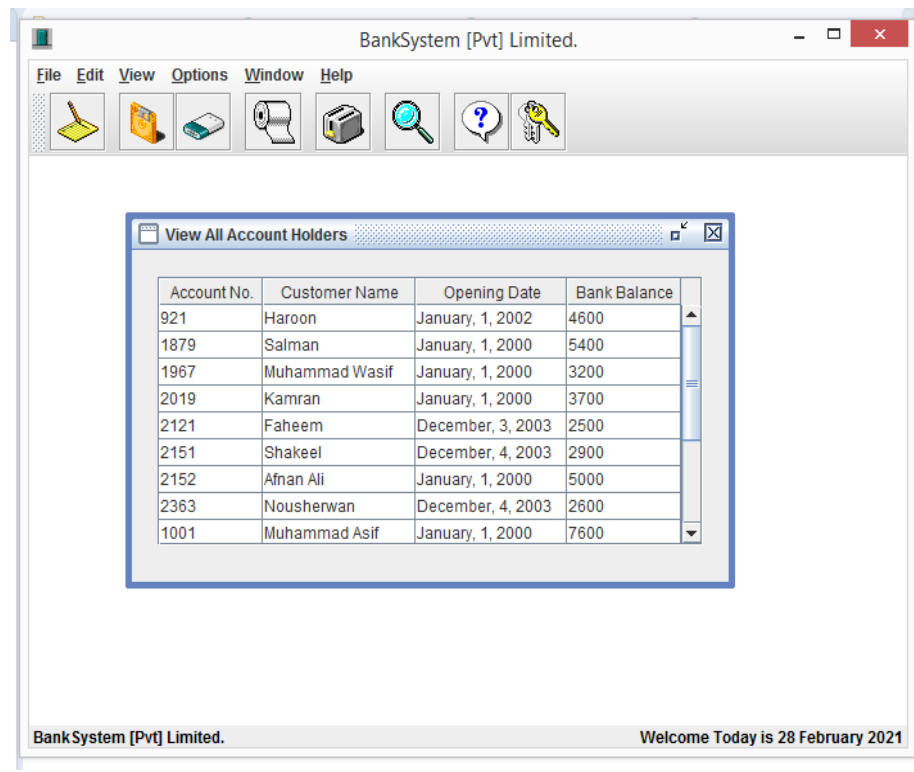 BankSystem [Pvt] Limited.
File Edit View Options Window Help
?
View All Account Holders
Account No. Customer Name Opening Date Bank Balance
921 Haroon January, 1, 2002 4600
1879 Salman January, 1, 2000 5400
1967 Muhammad Wasif January, 1, 2000 3200
2019 Kamran January, 1, 2000 3700
2121 Faheem December, 3, 2003 2500
2151 Shakeel December, 4, 2003 2900
2152 Afnan Ali January, 1, 2000 5000
2363 Nousherwan December, 4, 2003 2600
1001 Muhammad Asif January, 1, 2000 7600
BankSystem [Pvt] Limited. Welcome Today is 28 February 2021